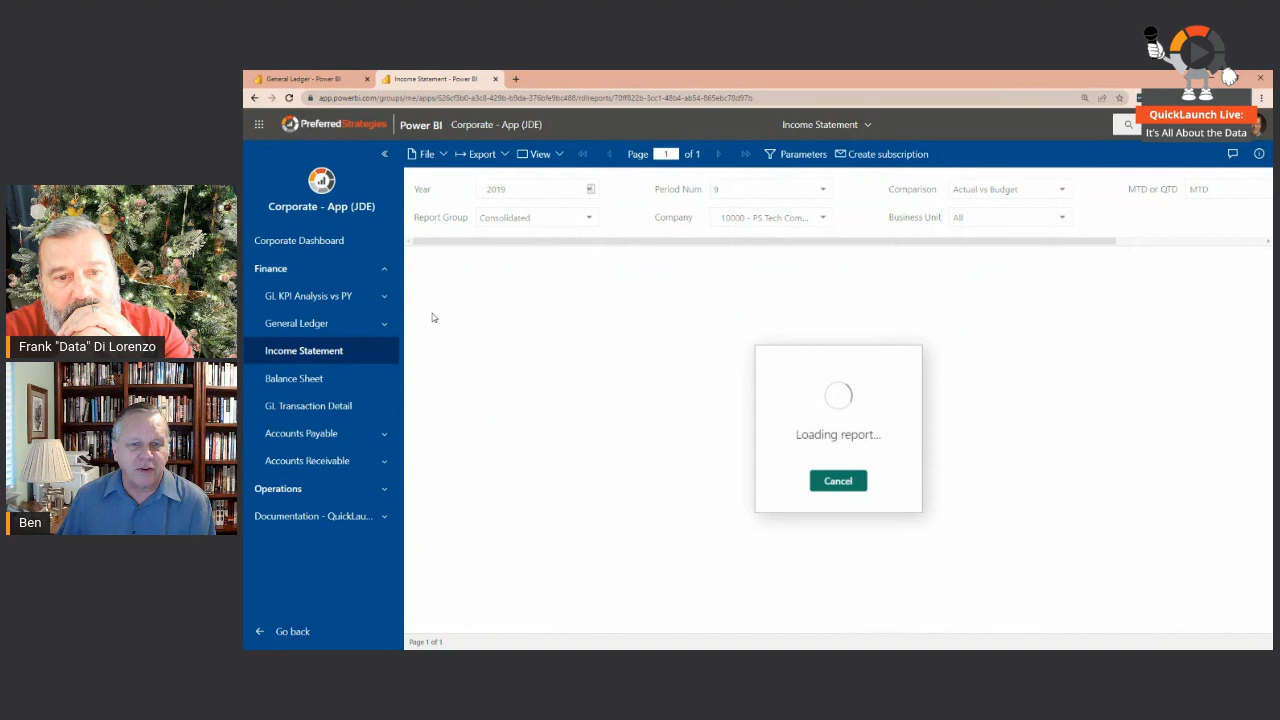 General Ledger - Power BI
Income Statement - Power BI
QuickLaunch Live:
It's All About the Data
PreferredStrategies
Power BI
Corporate - App (JDE)
Income Statement
File
Export
View
Page 1 of 1
Parameters
Create subscription
Corporate - App (JDE)
Corporate Dashboard
Finance
GL KPI Analysis vs PY
General Ledger
Income Statement
Balance Sheet
GL Transaction Detail
Accounts Payable
Accounts Receivable
Operations
Documentation - QuickLau...
Go back
Year 2019
Period Num 9
Comparison Actual vs Budget
MTD or QTD MTD
Report Group Consolidated
Company 10000 - PS Tech Com...
Business Unit All
Loading report...
Cancel
Page 1 of 1
Frank "Data" Di Lorenzo
Ben